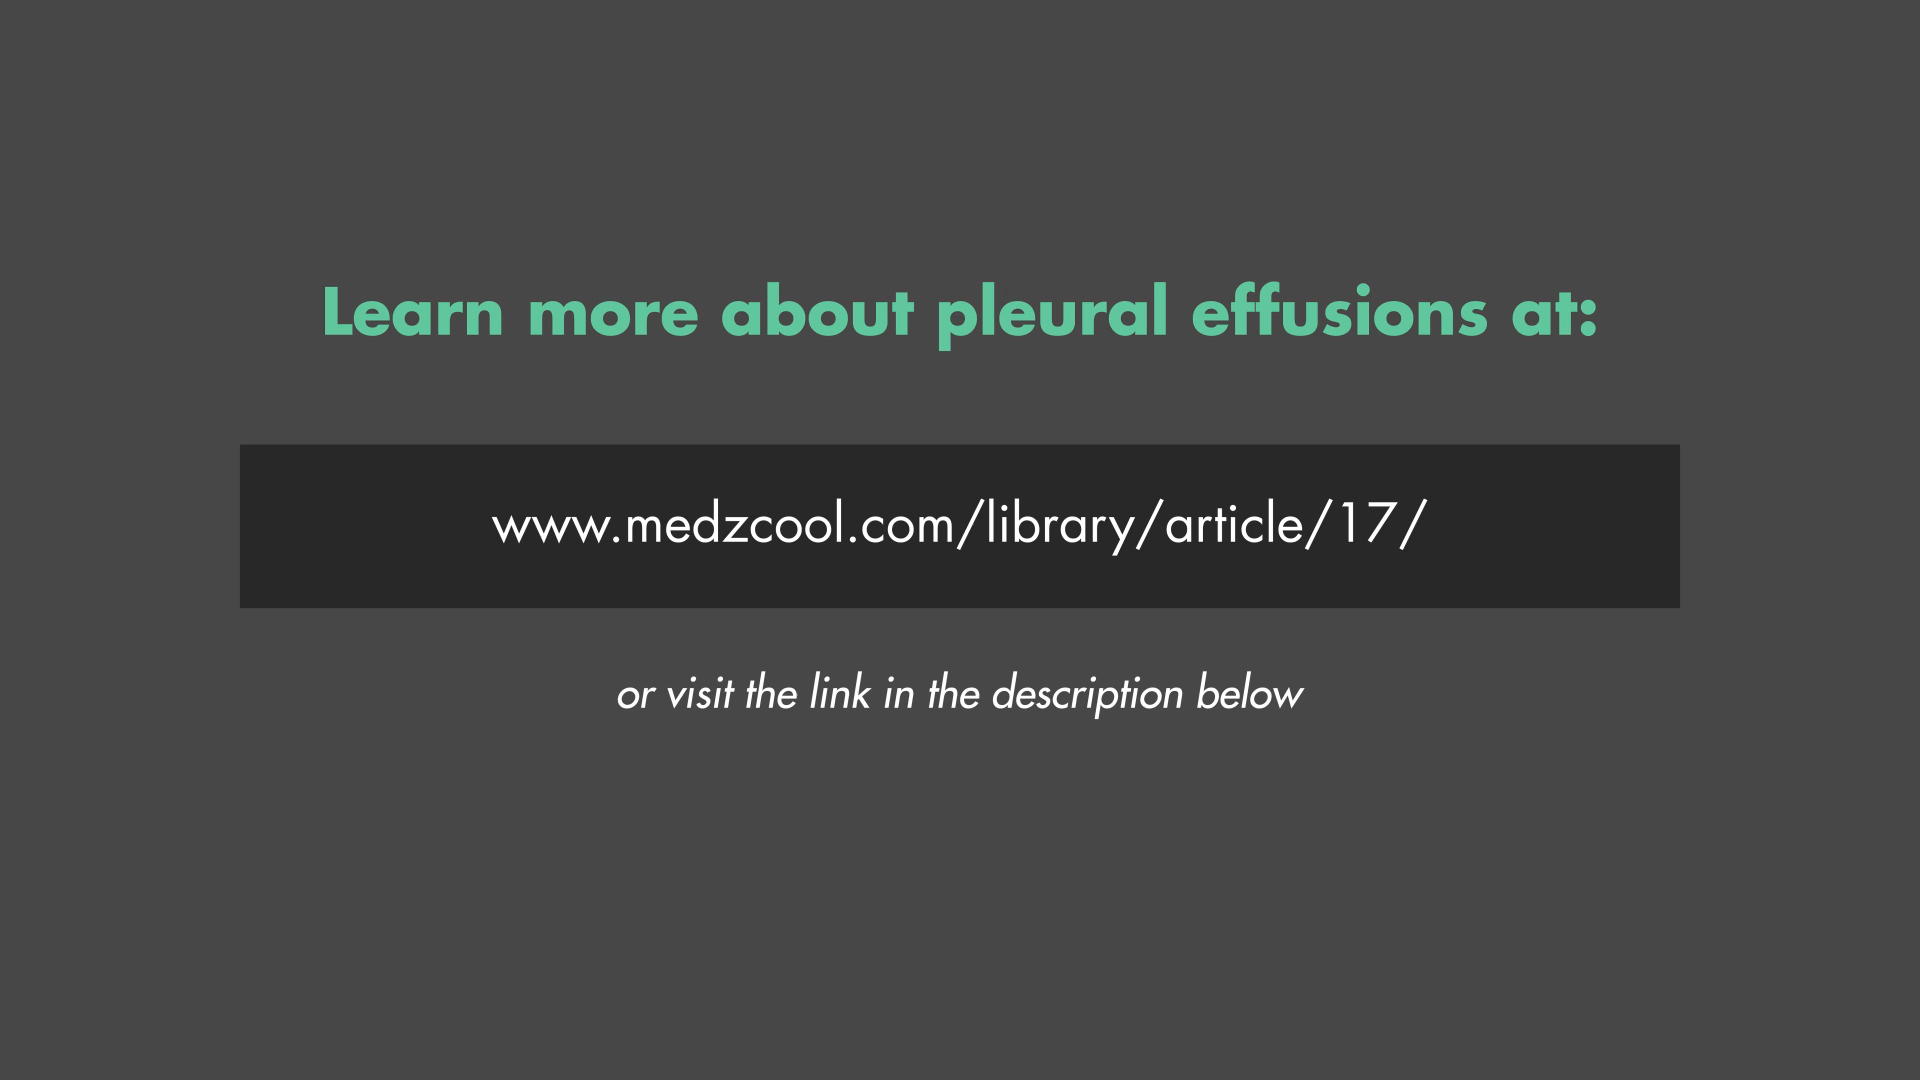 Learn more about pleural effusions at:
www.medzcool.com/library/article/17/
or visit the link in the description below